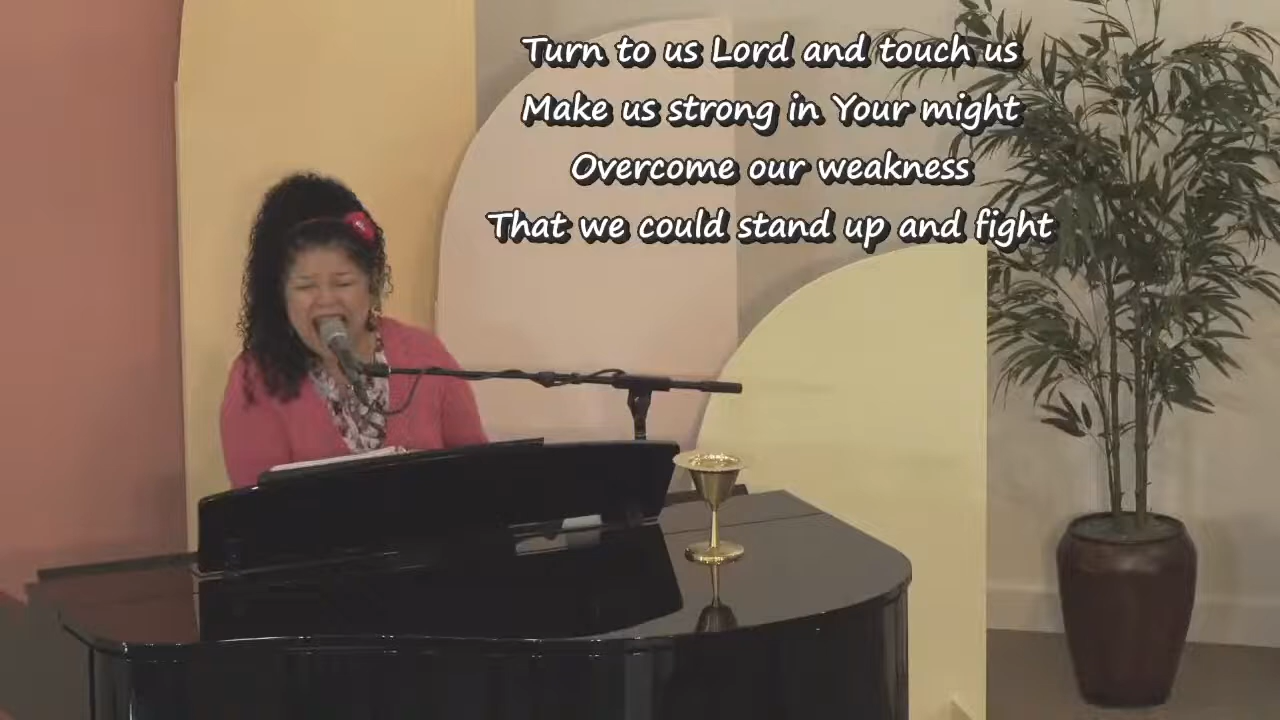 Turn to us Lord and touch us
Make us strong in Your might
Overcome our weakness
That we could stand up and fight